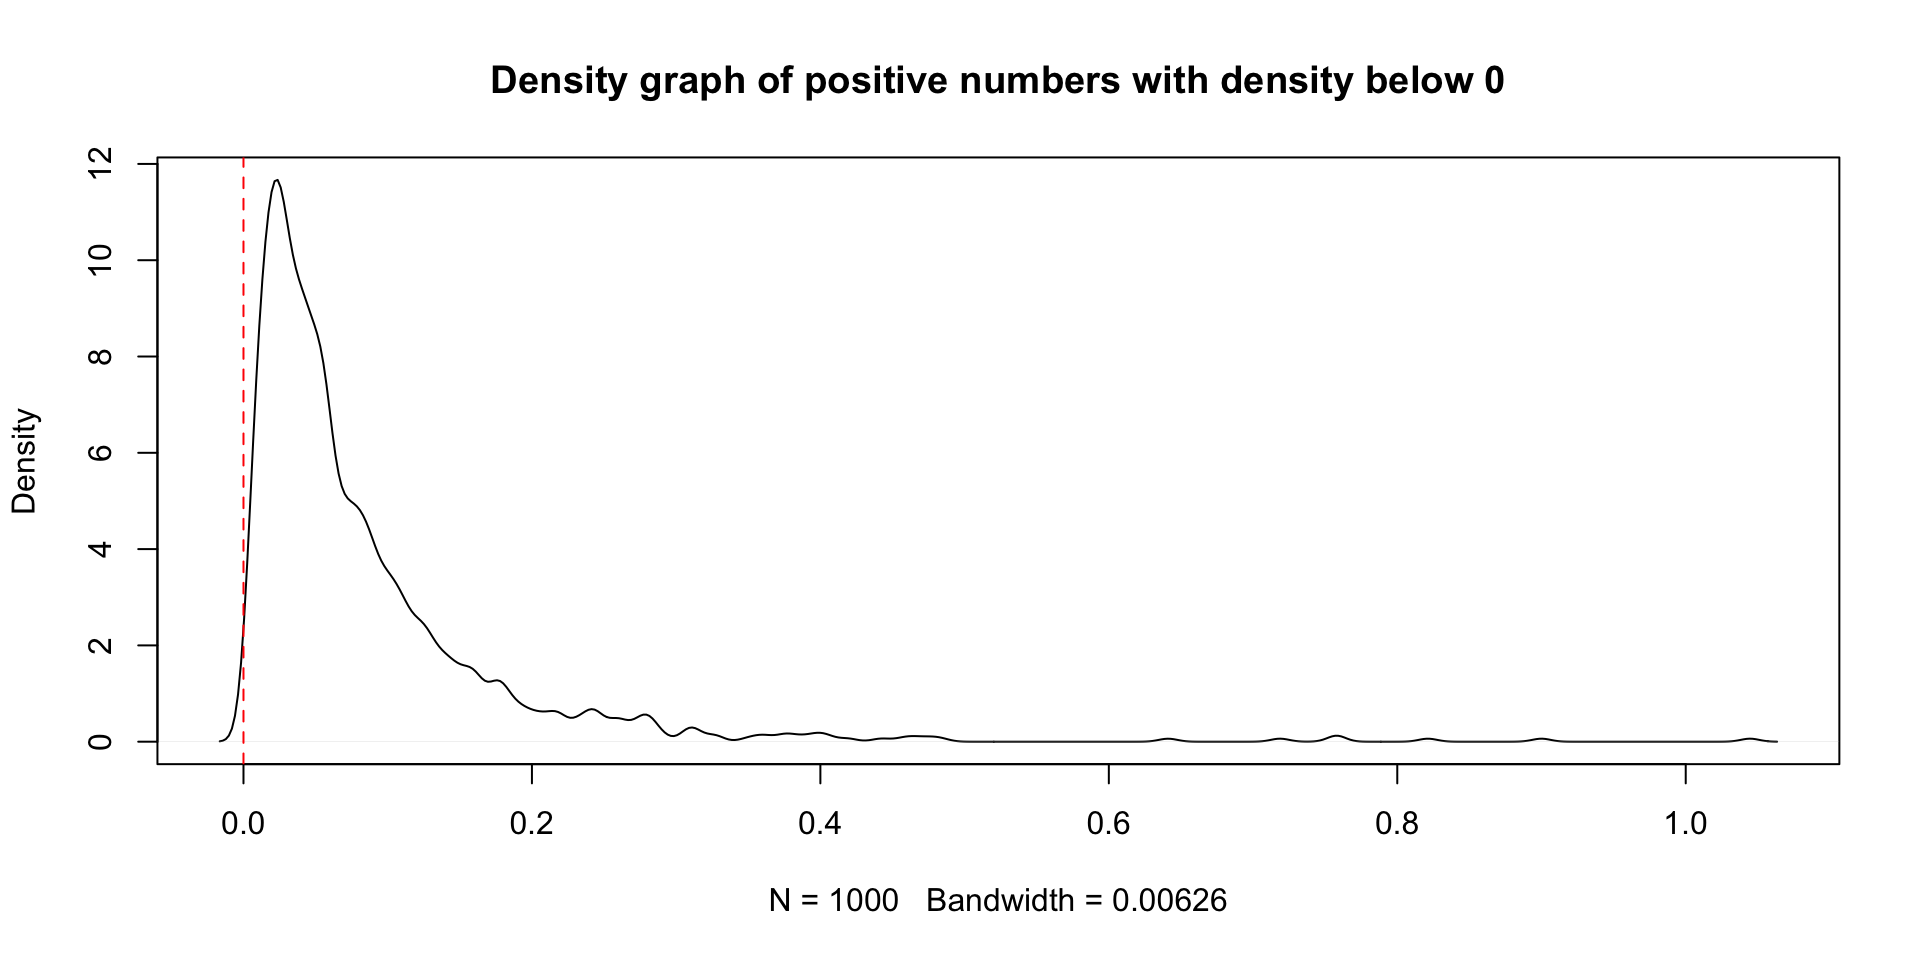 Density graph of positive numbers with density below 0
Density
12
10
8
6
4
2
0
0.0 0.2 0.4 0.6 0.8 1.0
N = 1000 Bandwidth = 0.00626